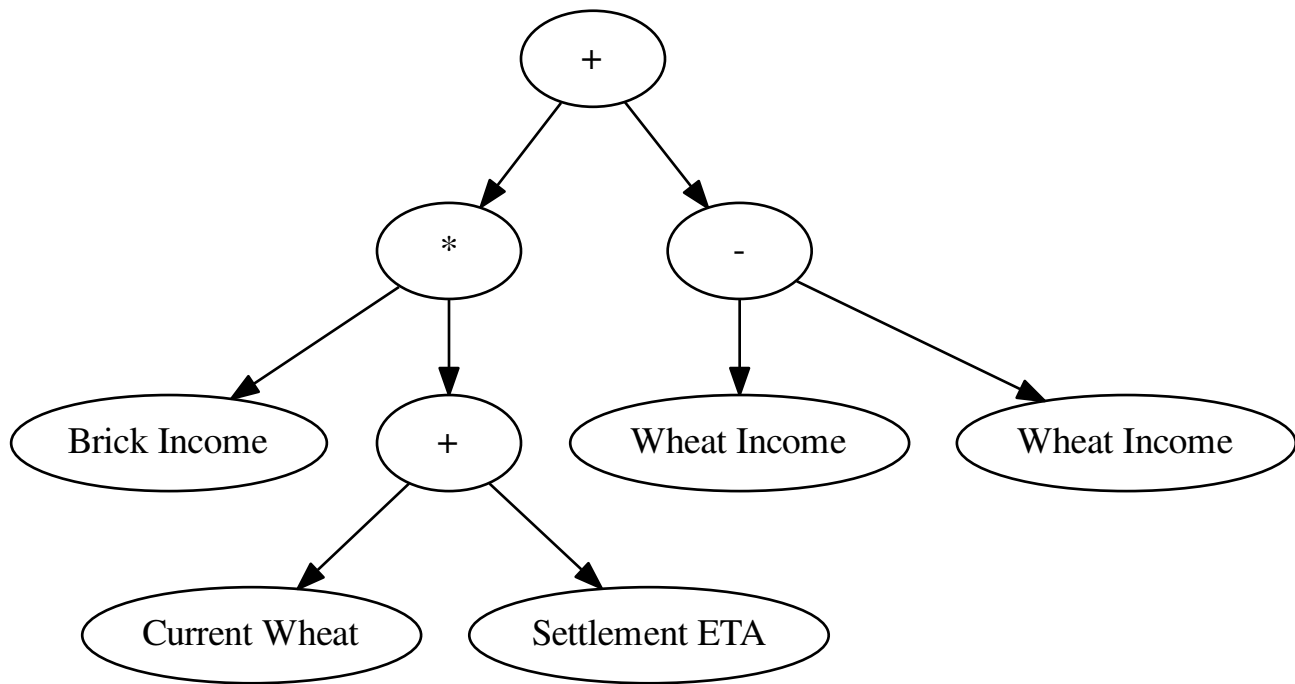 +
*
-
Brick Income
+
Wheat Income
Wheat Income
Current Wheat
Settlement ETA